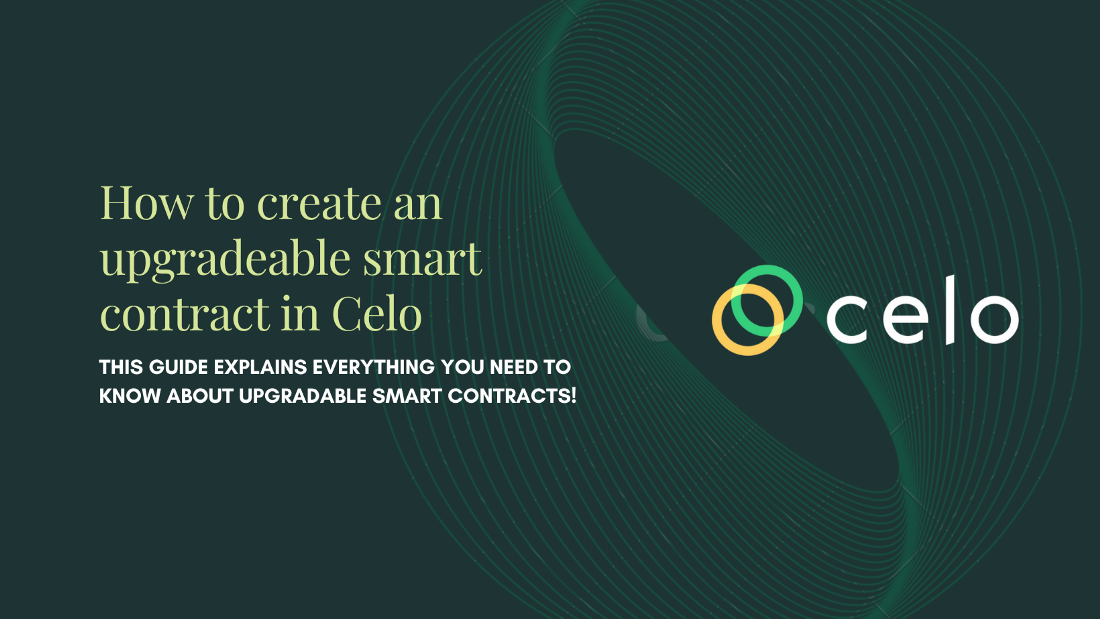 How to create an
upgradeable smart
contract in Celo
THIS GUIDE EXPLAINS EVERYTHING YOU NEED TO
KNOW ABOUT UPGRADABLE SMART CONTRACTS!
celo